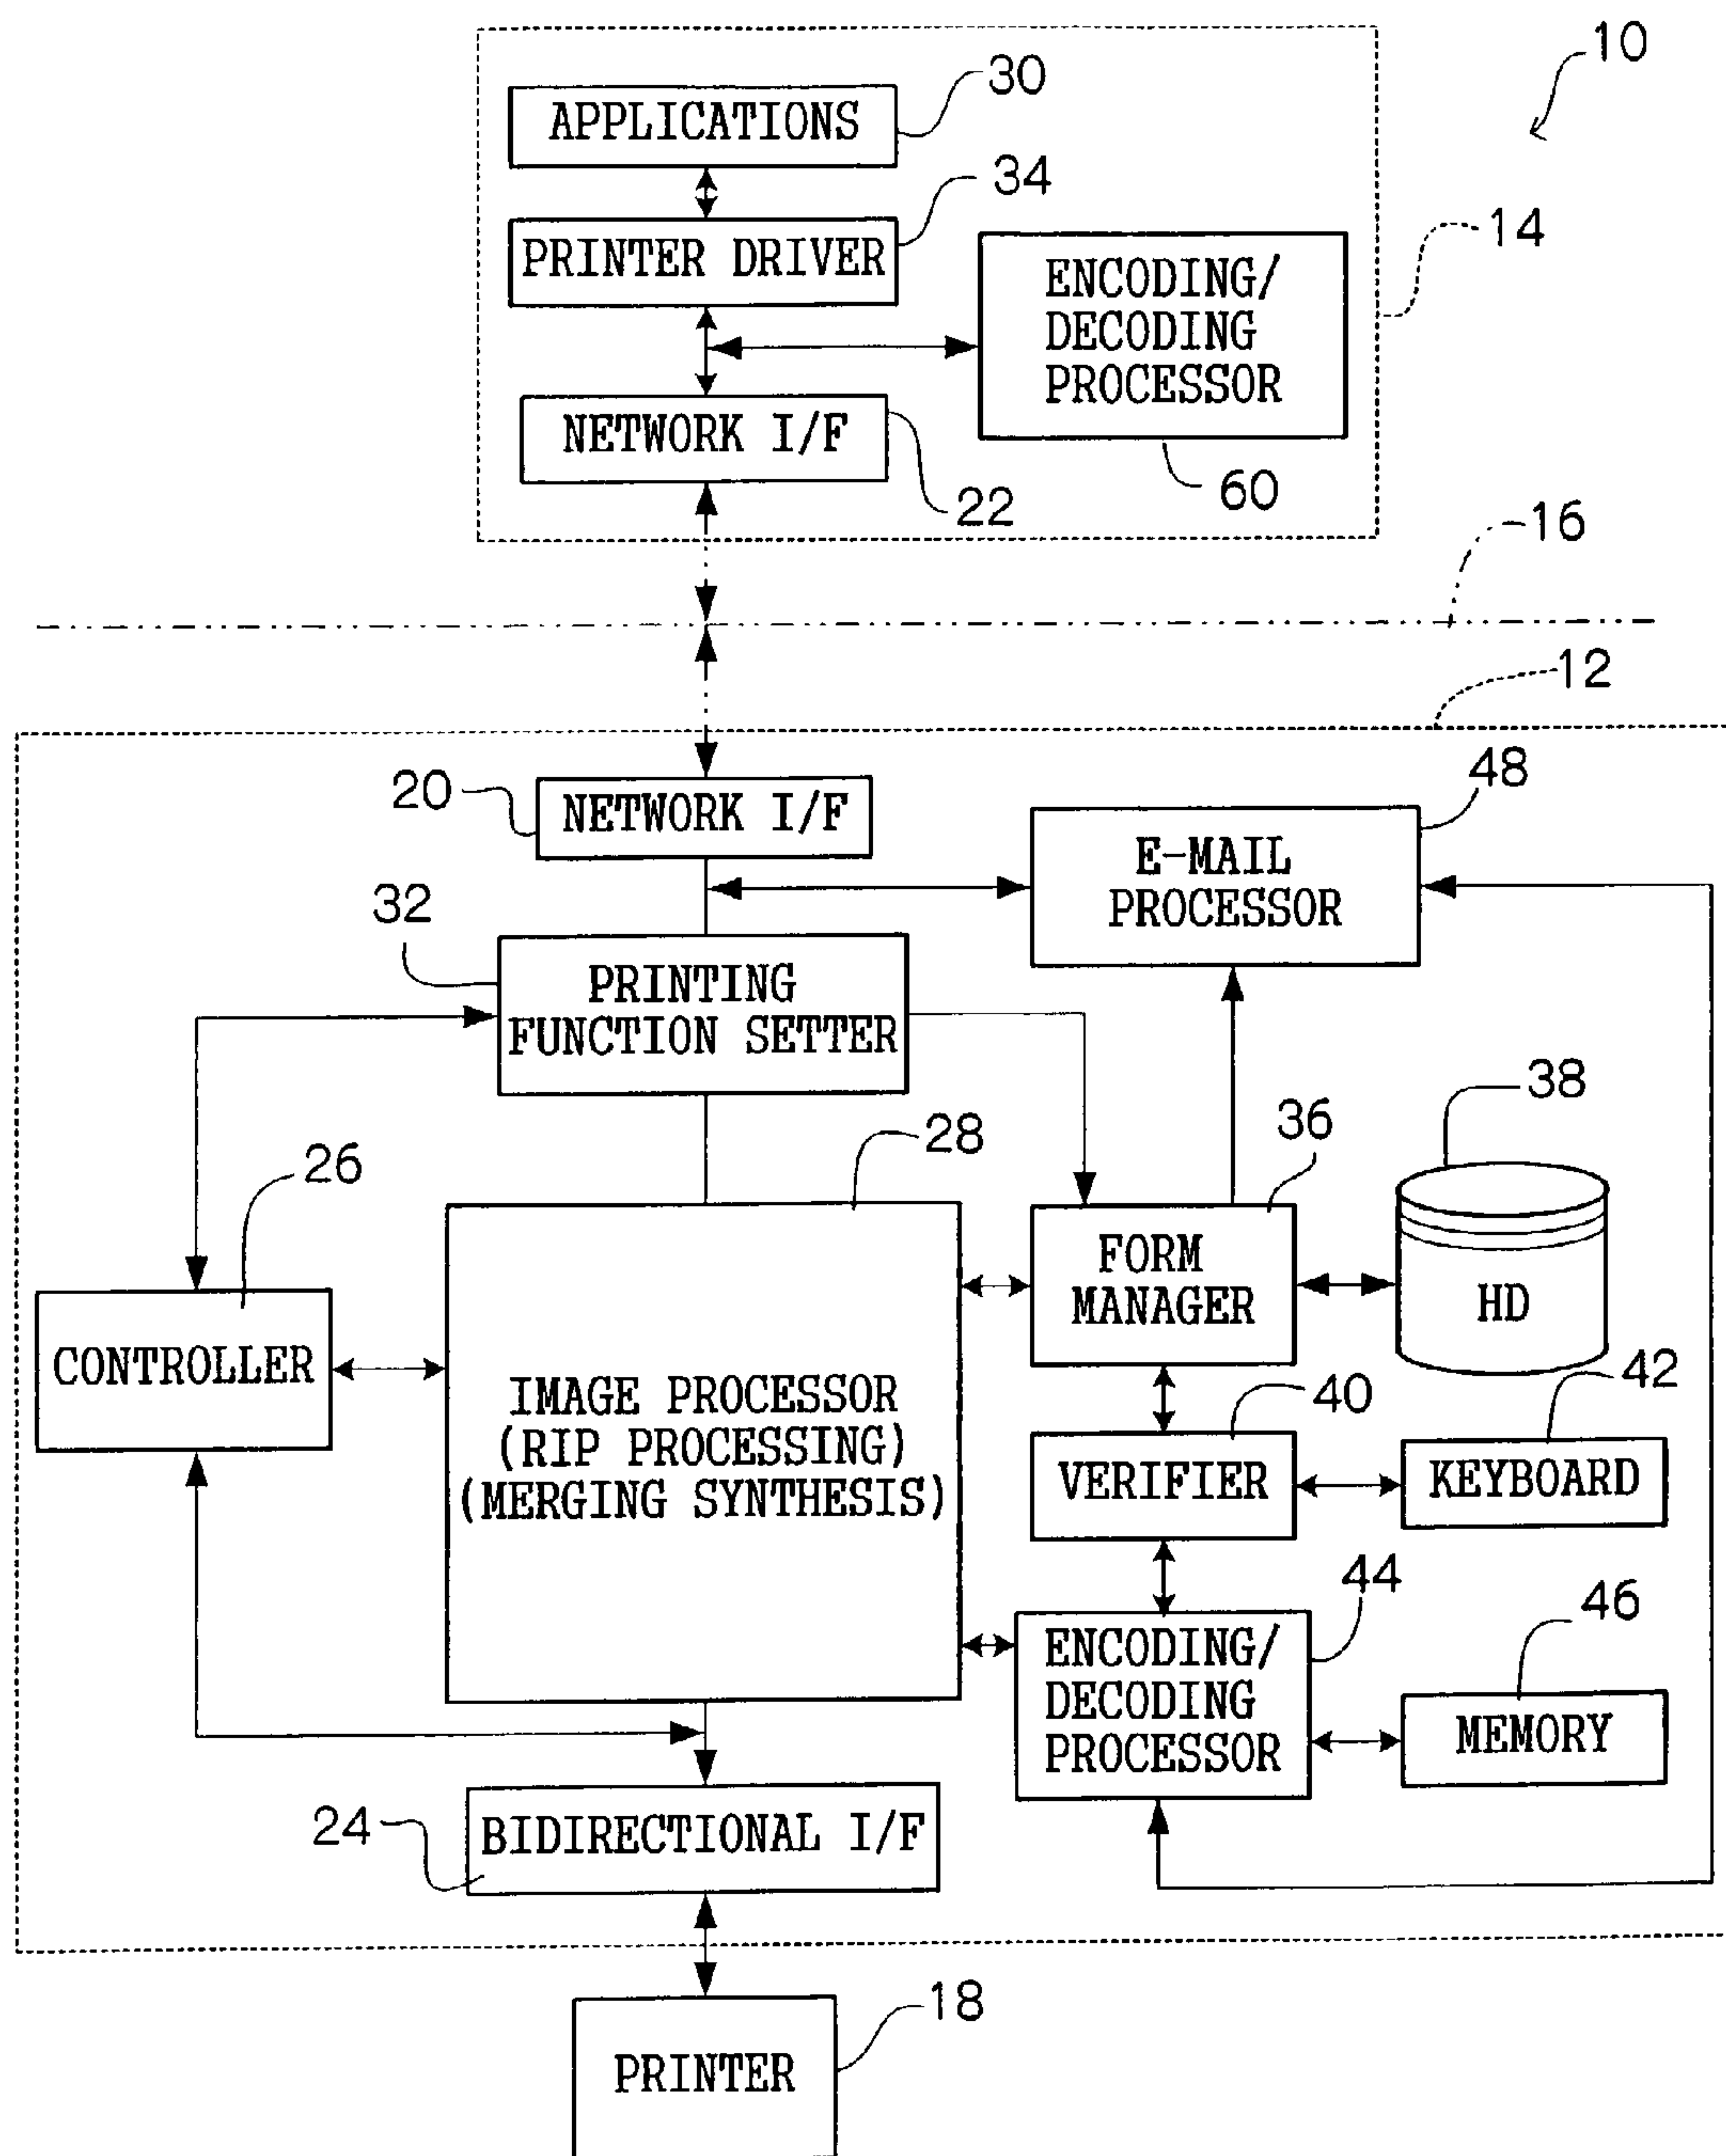 10
30
APPLICATIONS
34
PRINTER DRIVER
14
ENCODING/
DECODING
PROCESSOR
NETWORK I/F
22
60
16
12
20
NETWORK I/F
48
E-MAIL
PROCESSOR
32
PRINTING
FUNCTION SETTER
38
36
28
26
FORM
MANAGER
HD
CONTROLLER
42
40
IMAGE PROCESSOR
(RIP PROCESSING)
(MERGING SYNTHESIS)
VERIFIER
KEYBOARD
44
46
ENCODING/
DECODING
PROCESSOR
MEMORY
24
BIDIRECTIONAL I/F
18
PRINTER